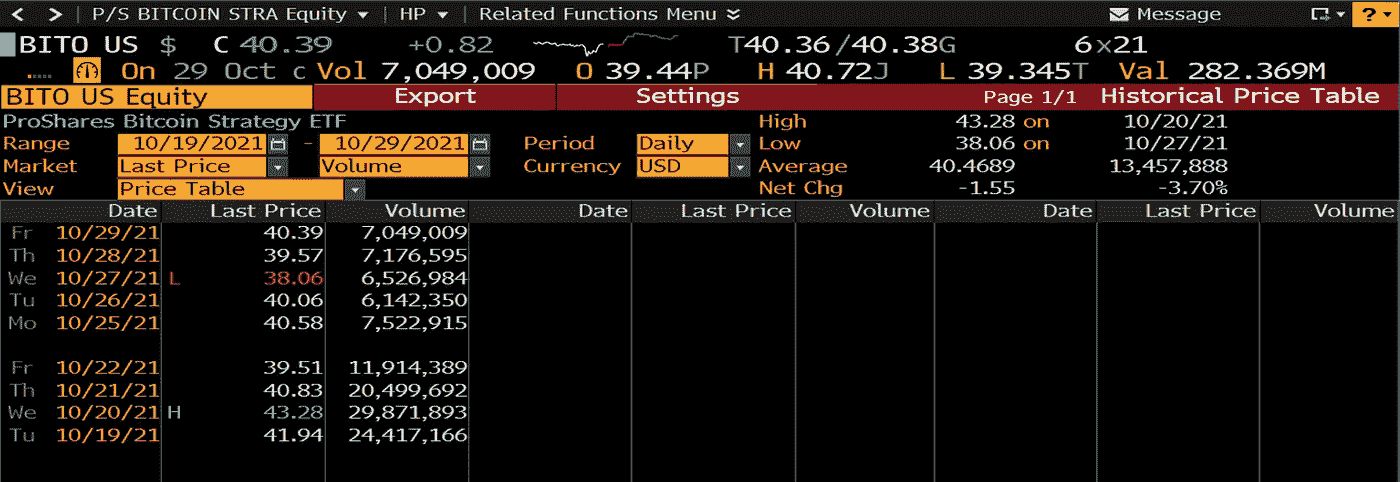 < > P/S BITCOIN STRA Equity HP Related Functions Menu Message ?
BITO US $ C 40.39 +0.82 T40.36/40.38G 6x21
On 29 Oct c Vol 7,049,009 O 39.44P H 40.72J L 39.345T Val 282.369M
BITO US Equity Export Settings Page 1/1 Historical Price Table
ProShares Bitcoin Strategy ETF High 43.28 on 10/20/21
Range 10/19/2021 - 10/29/2021 Period Daily Low 38.06 on 10/27/21
Market Last Price Volume Currency USD Average 40.4689 13,457,888
View Price Table Net Chg -1.55 -3.70%
Date Last Price Volume Date Last Price Volume Date Last Price Volume
Fr 10/29/21 40.39 7,049,009
Th 10/28/21 39.57 7,176,595
We 10/27/21 L 38.06 6,526,984
Tu 10/26/21 40.06 6,142,350
Mo 10/25/21 40.58 7,522,915
Fr 10/22/21 39.51 11,914,389
Th 10/21/21 40.83 20,499,692
We 10/20/21 H 43.28 29,871,893
Tu 10/19/21 41.94 24,417,166